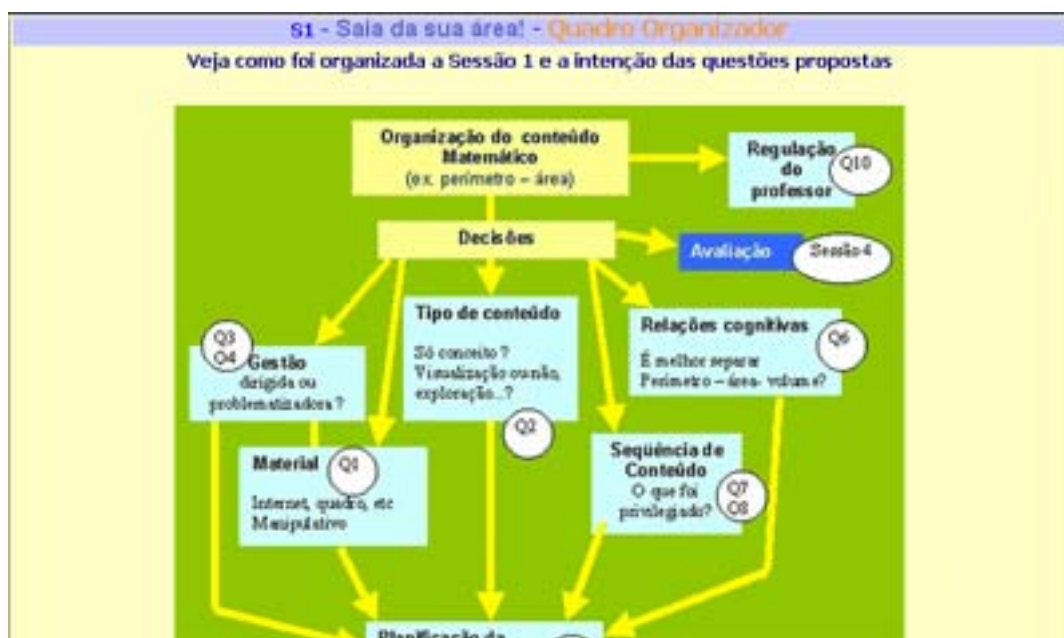 S1 - Saia da sua área! - Quadro Organizador
Veja como foi organizada a Sessão 1 e a intenção das questões propostas
Organização do conteúdo
Matemático
(ex. perímetro – área)
Regulação
do
professor
Q10
Decisões
Avaliação
Sessão 4
Tipo de conteúdo
Só conceito ?
Visualização ou não,
exploração...?
Q2
Relações cognitivas
É melhor separar
Perímetro – área- volume?
Q6
Q3
Q4
Gestão
dirigida ou
problematizadora ?
Material
Q1
Internet, quadro, etc
Manipulativo
Seqüência de
Conteúdo
O que foi
privilegiado?
Q7
Q8
Planificação da